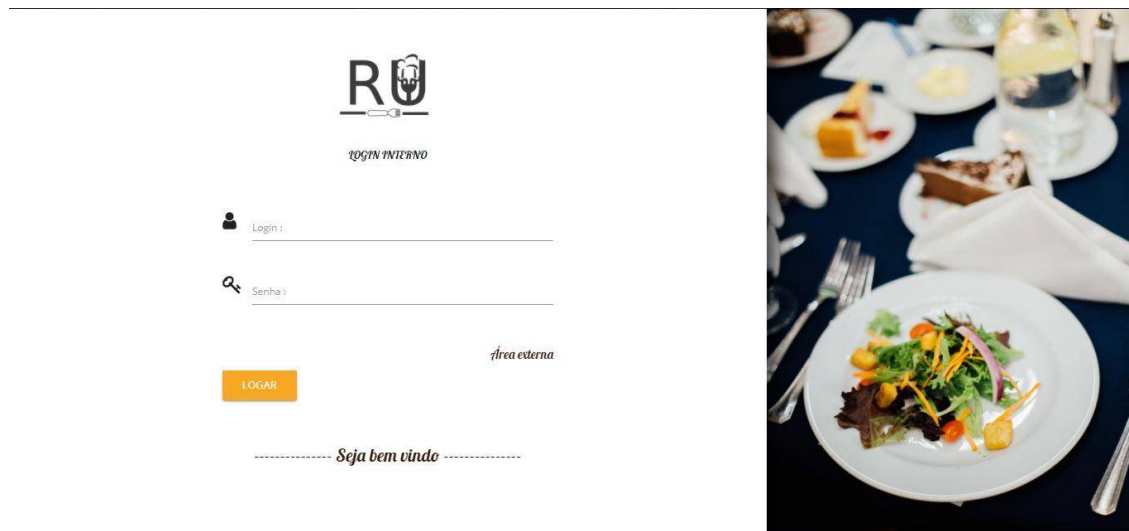 RU
LOGIN INTERNO
Login :
Senha :
Área externa
LOGAR
--------------- Seja bem vindo ---------------